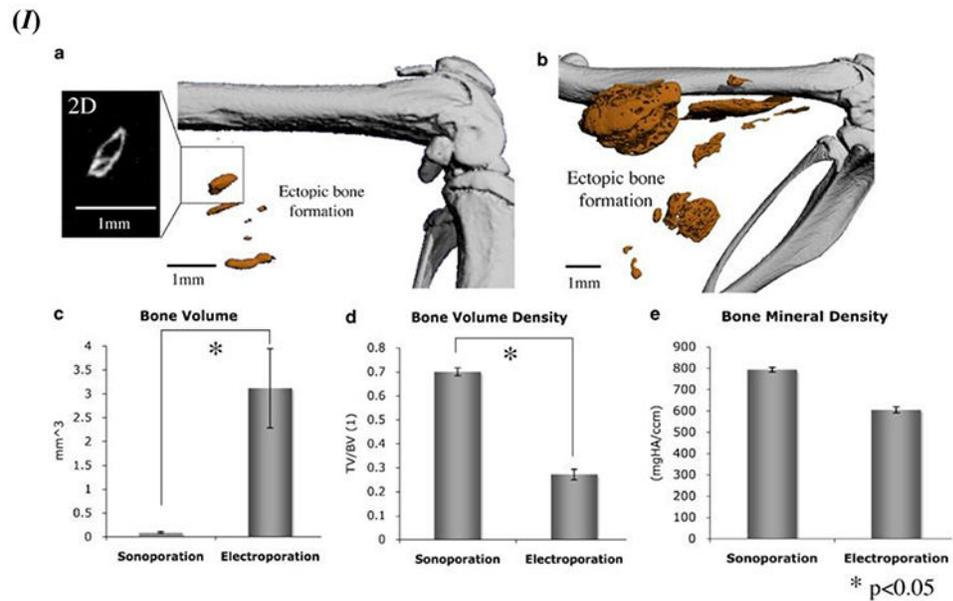 (I)
a
2D
1mm
Ectopic bone
formation
1mm
b
Ectopic bone
formation
1mm
c
Bone Volume
mm^3
4
3.5
3
2.5
2
1.5
1
0.5
0
*
Sonoporation Electroporation
d
Bone Volume Density
TV/BV (1)
0.8
0.7
0.6
0.5
0.4
0.3
0.2
0.1
0
*
Sonoporation Electroporation
e
Bone Mineral Density
(mgHA/ccm)
900
800
700
600
500
400
300
200
100
0
Sonoporation Electroporation
* p<0.05